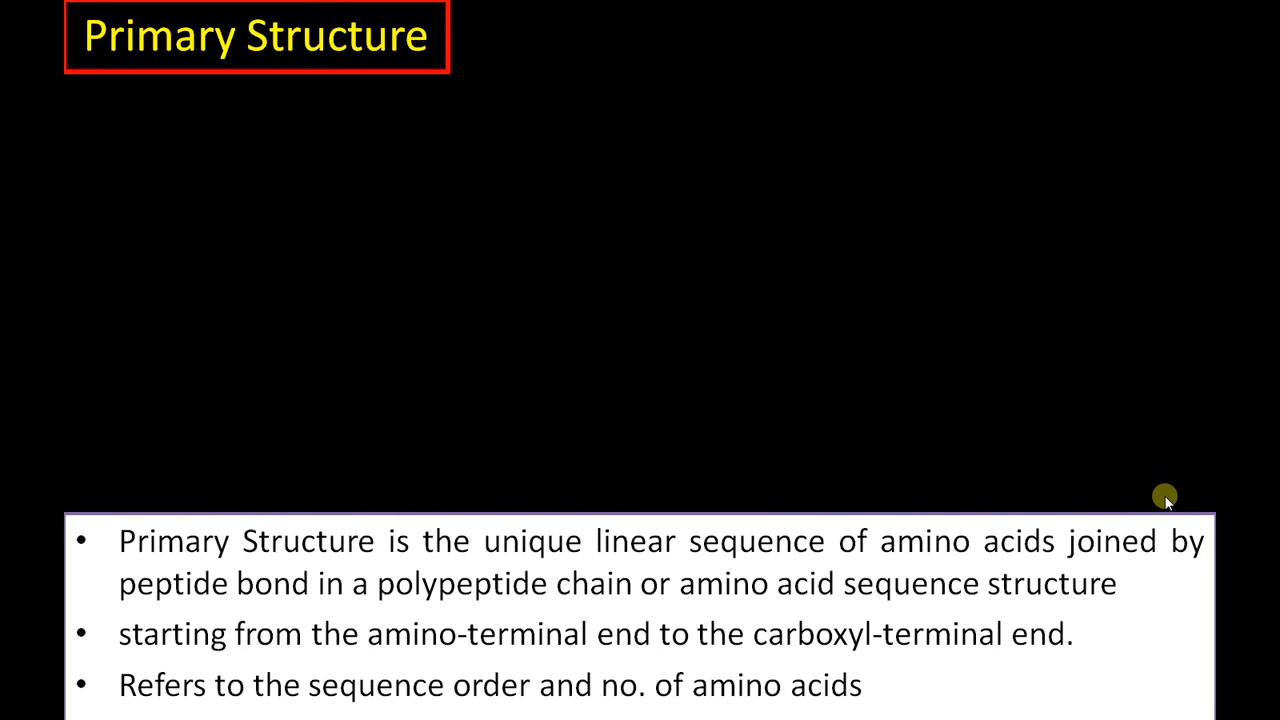 Primary Structure
• Primary Structure is the unique linear sequence of amino acids joined by
peptide bond in a polypeptide chain or amino acid sequence structure
• starting from the amino-terminal end to the carboxyl-terminal end.
• Refers to the sequence order and no. of amino acids